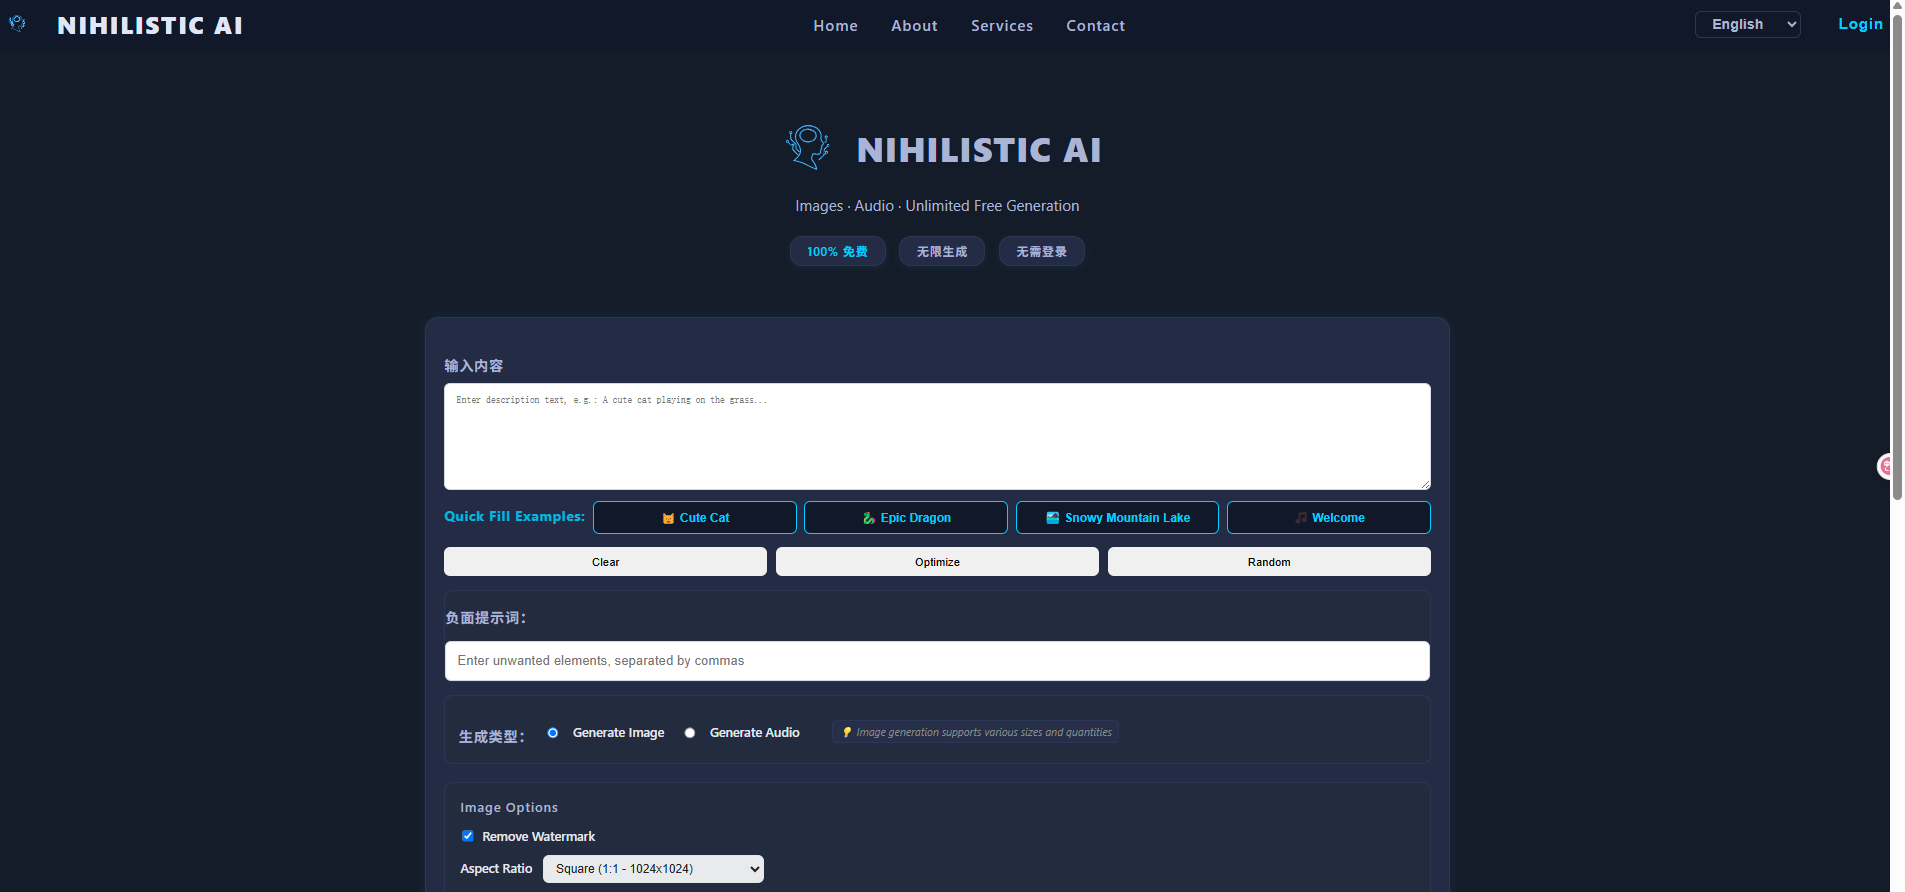 NIHILISTIC AI
Home About Services Contact
English
Login
NIHILISTIC AI
Images · Audio · Unlimited Free Generation
100% 免费 无限生成 无需登录
输入内容
Enter description text, e.g.: A cute cat playing on the grass...
Quick Fill Examples: Cute Cat Epic Dragon Snowy Mountain Lake Welcome
Clear Optimize Random
负面提示词：
Enter unwanted elements, separated by commas
生成类型： Generate Image Generate Audio Image generation supports various sizes and quantities
Image Options
Remove Watermark
Aspect Ratio Square (1:1 - 1024x1024)